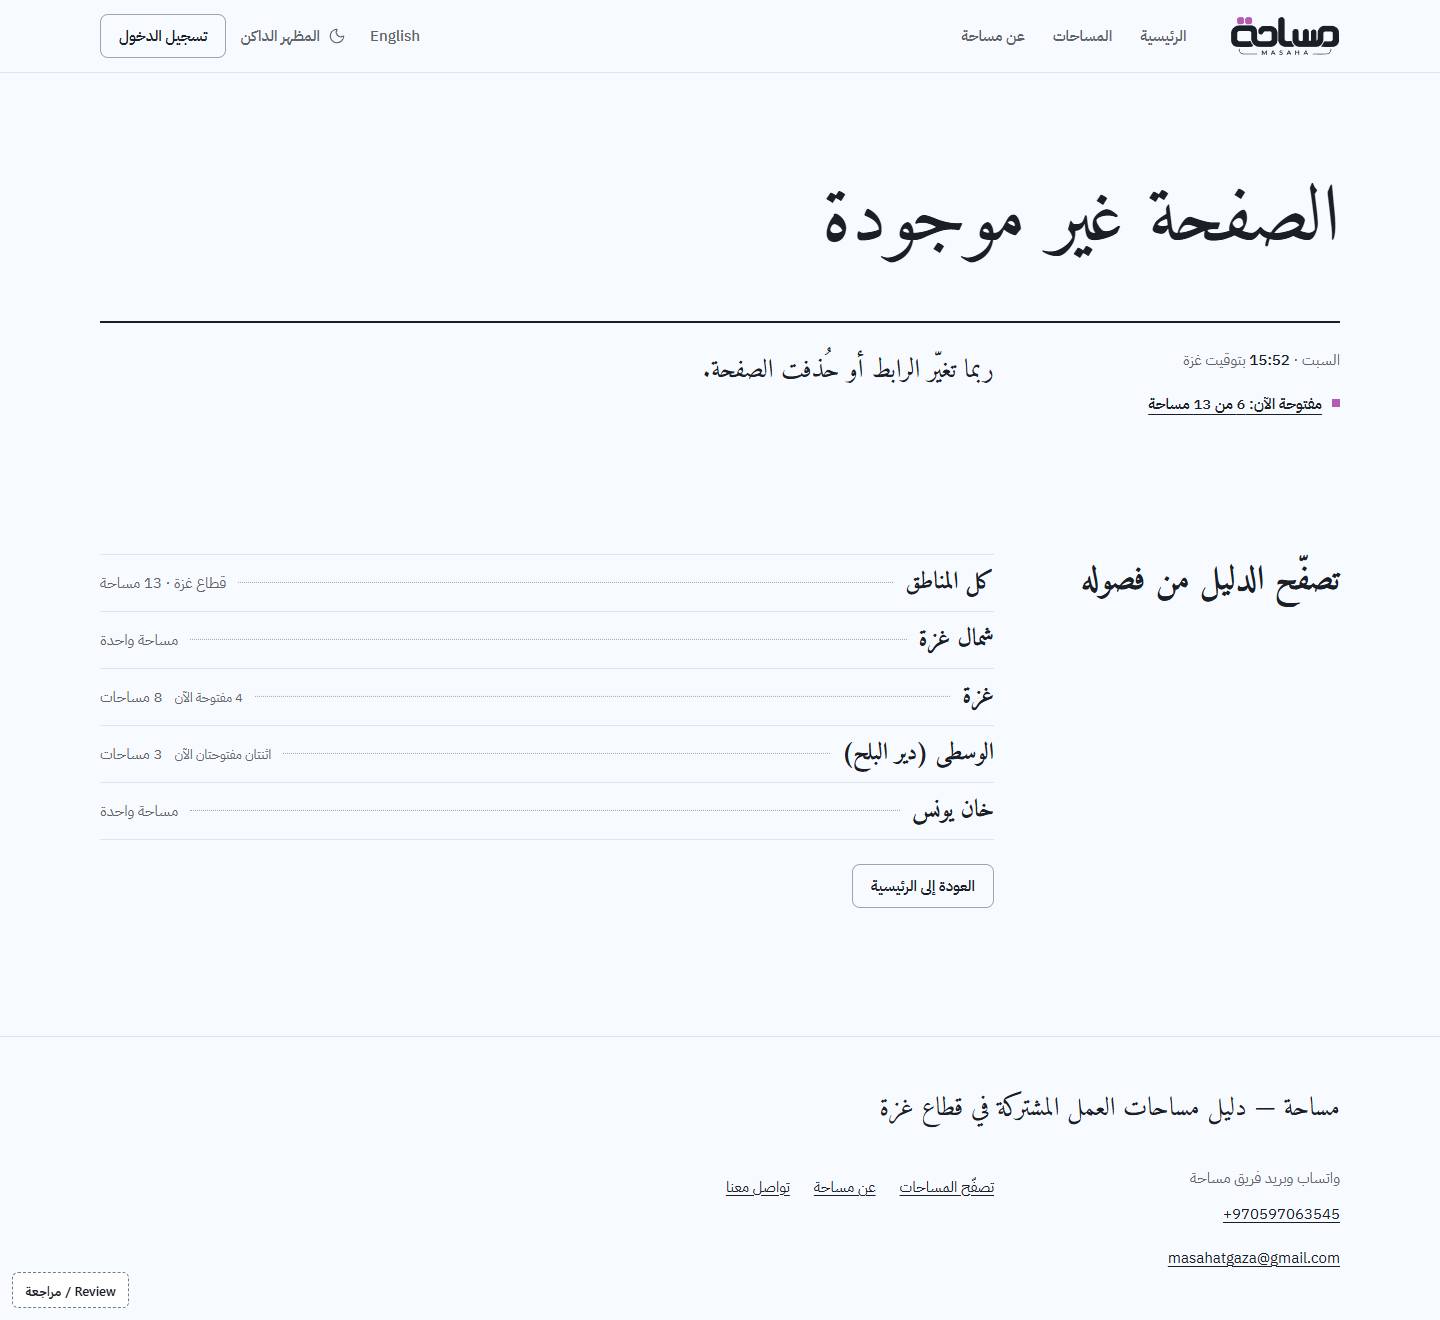 مساحة
MASAHA
الرئيسية
المساحات
عن مساحة
English
المظهر الداكن
تسجيل الدخول
الصفحة غير موجودة
السبت · 15:52 بتوقيت غزة
مفتوحة الآن: 6 من 13 مساحة
ربما تغيّر الرابط أو حُذفت الصفحة.
تصفّح الدليل من فصوله
كل المناطق قطاع غزة · 13 مساحة
شمال غزة مساحة واحدة
غزة 4 مفتوحة الآن 8 مساحات
الوسطى (دير البلح) اثنتان مفتوحتان الآن 3 مساحات
خان يونس مساحة واحدة
العودة إلى الرئيسية
مساحة — دليل مساحات العمل المشتركة في قطاع غزة
واتساب وبريد فريق مساحة
+970597063545
masahatgaza@gmail.com
تصفّح المساحات
عن مساحة
تواصل معنا
Review / مراجعة